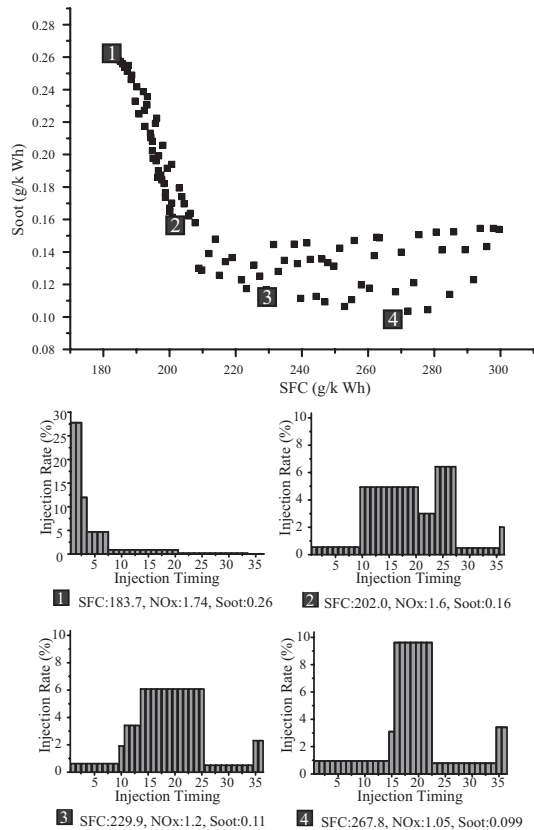 0.28
0.26
0.24
0.22
0.20
0.18
0.16
0.14
0.12
0.10
0.08
Soot (g/k Wh)
1
2
3
4
180 200 220 240 260 280 300
SFC (g/k Wh)
Injection Rate (%)
30
25
20
15
10
5
0
5 10 15 20 25 30 35
Injection Timing
1 SFC:183.7, NOx:1.74, Soot:0.26
Injection Rate (%)
10
8
6
4
2
0
5 10 15 20 25 30 35
Injection Timing
2 SFC:202.0, NOx:1.6, Soot:0.16
Injection Rate (%)
10
8
6
4
2
0
5 10 15 20 25 30 35
Injection Timing
3 SFC:229.9, NOx:1.2, Soot:0.11
Injection Rate (%)
10
8
6
4
2
0
5 10 15 20 25 30 35
Injection Timing
4 SFC:267.8, NOx:1.05, Soot:0.099